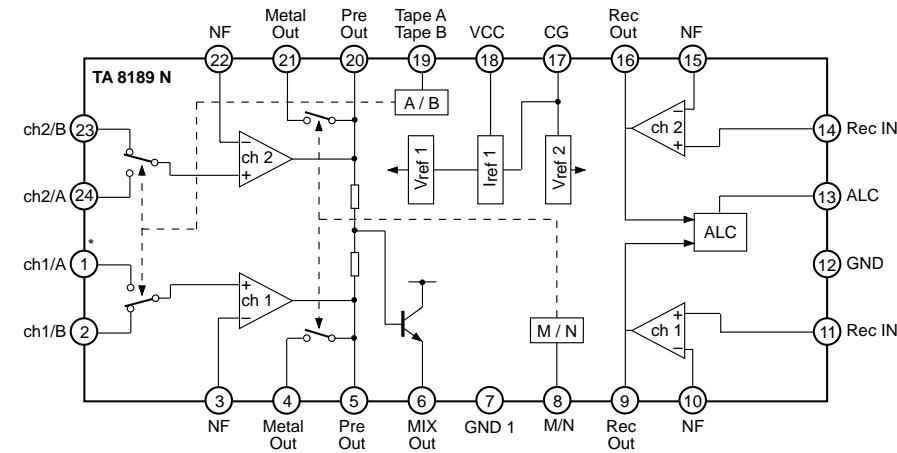 Metal Out
Pre Out
Tape A
Tape B
Rec Out
NF
VCC
CG
NF
22
21
20
19
18
17
16
15
TA 8189 N
A / B
ch2/B
23
ch 2
ch 2
14
Rec IN
Vref 1
Iref 1
Vref 2
ch2/A
24
13
ALC
ALC
*
ch1/A
1
12
GND
ch 1
ch 1
ch1/B
2
M / N
11
Rec IN
3
4
5
6
7
8
9
10
NF
Metal Out
Pre Out
MIX Out
GND 1
M/N
Rec Out
NF
+
−
+
−
+
−
+
−